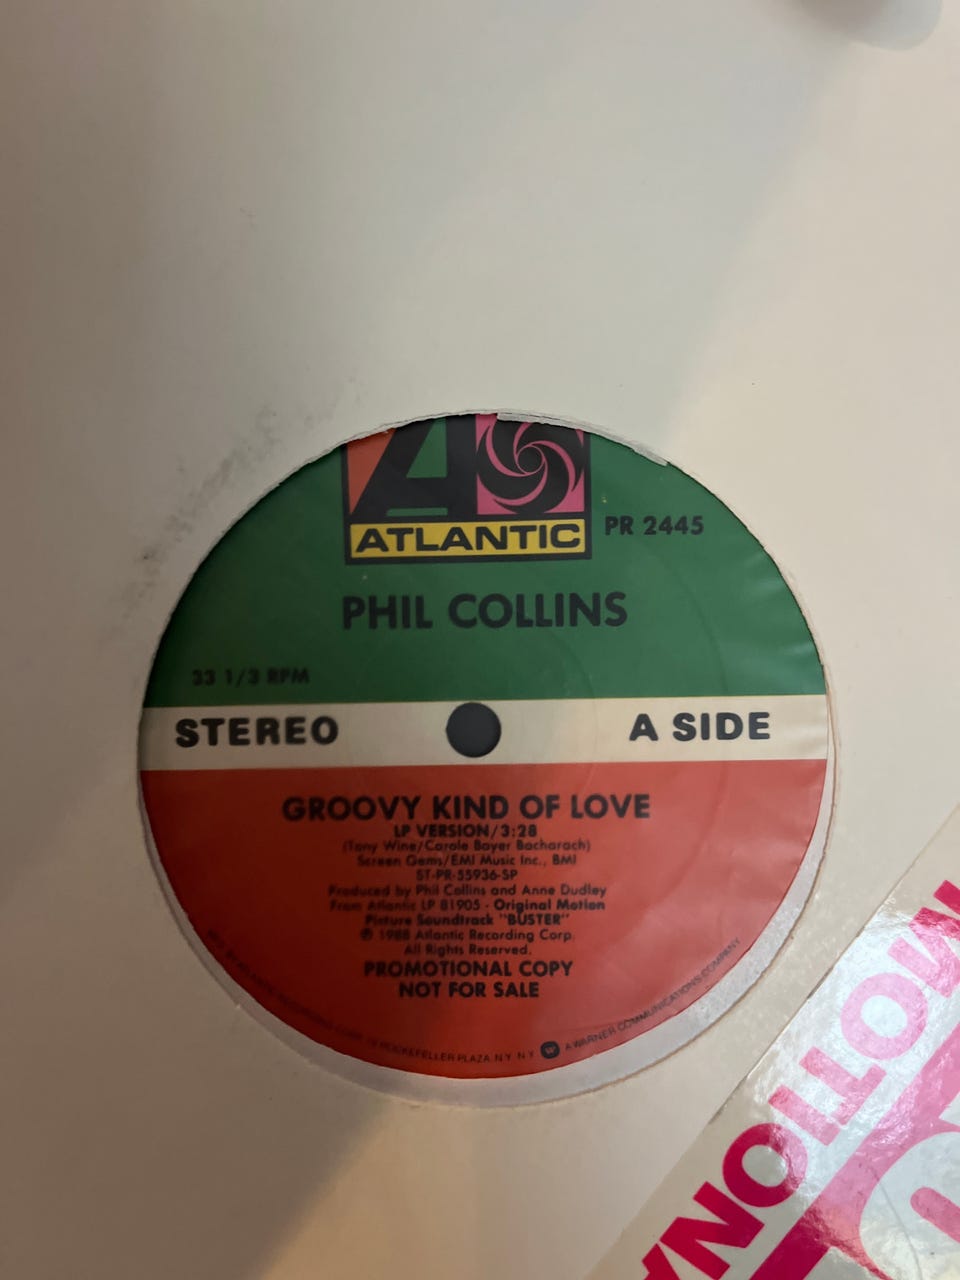 ATLANTIC
PR 2445
PHIL COLLINS
33 1/3 RPM
STEREO
A SIDE
GROOVY KIND OF LOVE
LP VERSION/3:28
(Tony Wine/Carole Bayer Bacharach)
Screen Gems/EMI Music Inc., BMI
ST-PR-55936-SP
Produced by Phil Collins and Anne Dudley
From Atlantic LP 81905 - Original Motion
Picture Soundtrack "BUSTER"
℗ 1988 Atlantic Recording Corp.
All Rights Reserved.
PROMOTIONAL COPY
NOT FOR SALE
ROCKEFELLER PLAZA N.Y. N.Y. A WARNER COMMUNICATIONS COMPANY